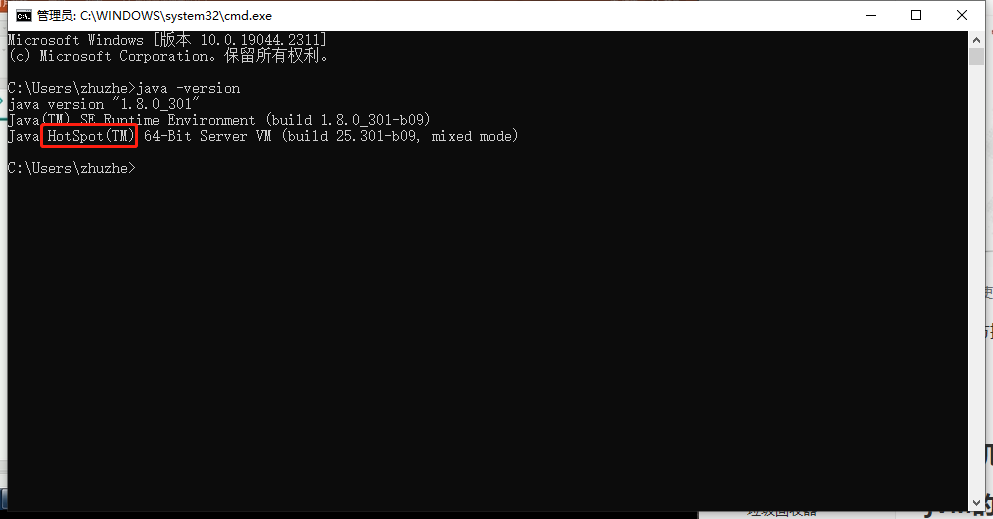 管理员: C:\WINDOWS\system32\cmd.exe
Microsoft Windows [版本 10.0.19044.2311]
(c) Microsoft Corporation。保留所有权利。
C:\Users\zhuzhe>java -version
java version "1.8.0_301"
Java(TM) SE Runtime Environment (build 1.8.0_301-b09)
Java HotSpot(TM) 64-Bit Server VM (build 25.301-b09, mixed mode)
C:\Users\zhuzhe>